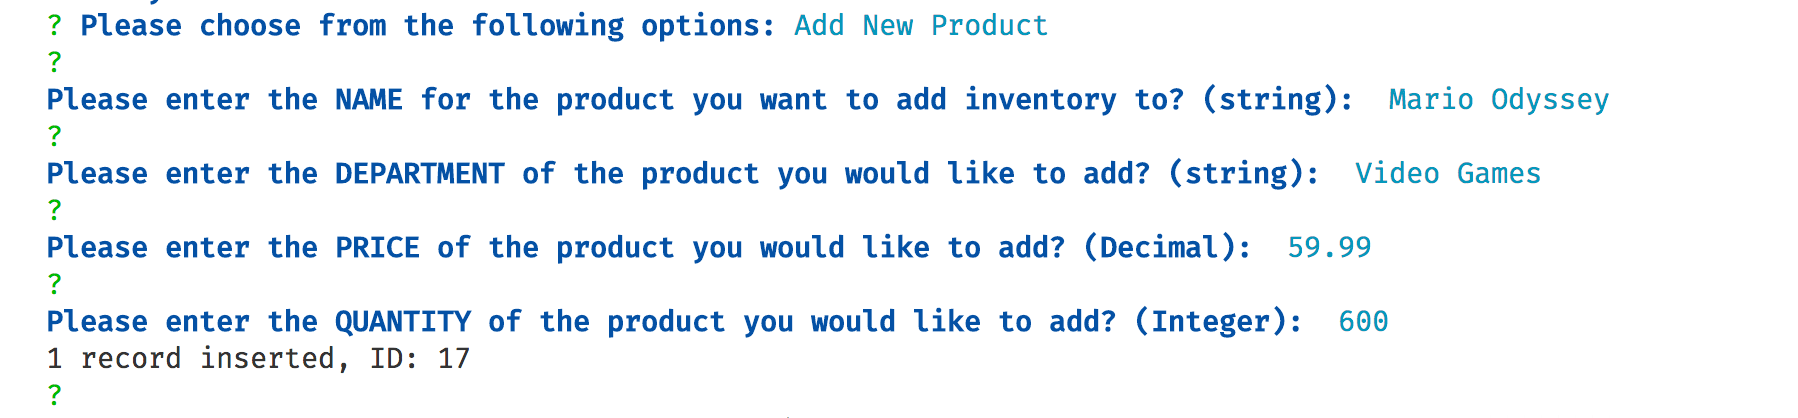 ? Please choose from the following options: Add New Product
?
Please enter the NAME for the product you want to add inventory to? (string):  Mario Odyssey
?
Please enter the DEPARTMENT of the product you would like to add? (string):  Video Games
?
Please enter the PRICE of the product you would like to add? (Decimal):  59.99
?
Please enter the QUANTITY of the product you would like to add? (Integer):  600
1 record inserted, ID: 17
?